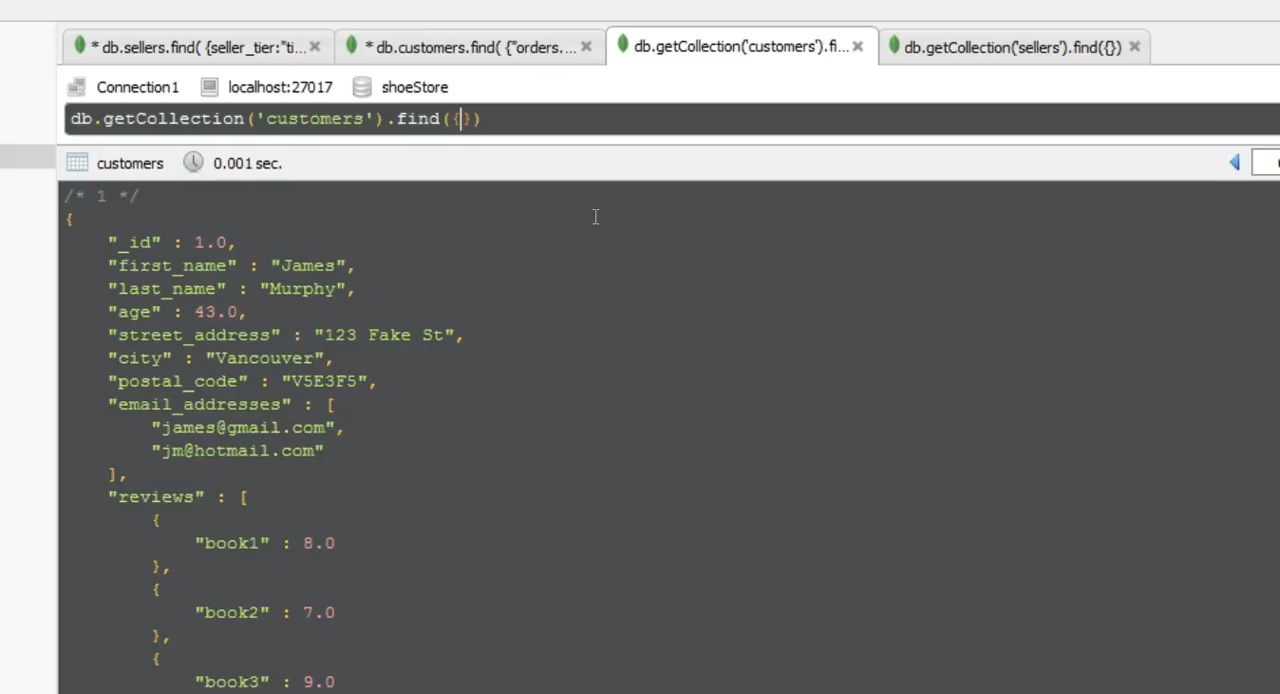 * db.sellers.find( {seller_tier:"ti...
* db.customers.find( {"orders....
db.getCollection('customers').fi...
db.getCollection('sellers').find({})
Connection1 localhost:27017 shoeStore
db.getCollection('customers').find({})
customers 0.001 sec.
/* 1 */
{
"_id" : 1.0,
"first_name" : "James",
"last_name" : "Murphy",
"age" : 43.0,
"street_address" : "123 Fake St",
"city" : "Vancouver",
"postal_code" : "V5E3F5",
"email_addresses" : [
"james@gmail.com",
"jm@hotmail.com"
],
"reviews" : [
{
"book1" : 8.0
},
{
"book2" : 7.0
},
{
"book3" : 9.0